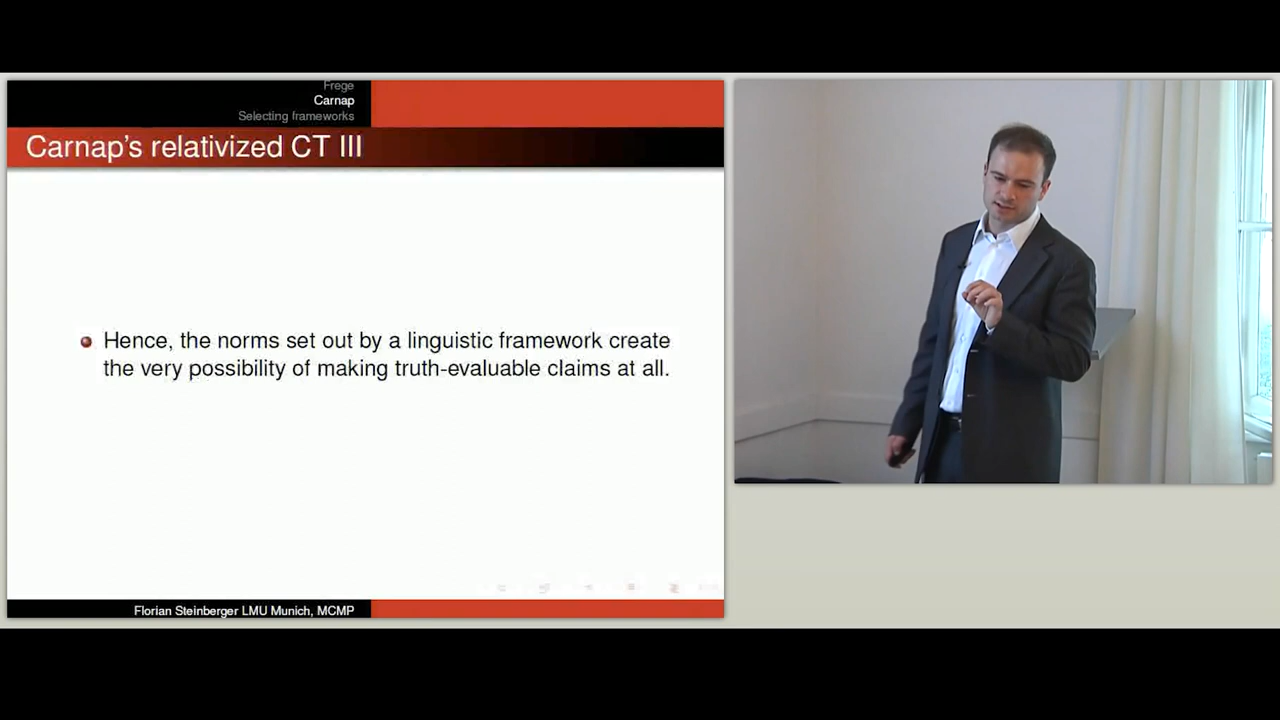 Frege
Carnap
Selecting frameworks
Carnap's relativized CT III
Hence, the norms set out by a linguistic framework create
the very possibility of making truth-evaluable claims at all.
Florian Steinberger LMU Munich, MCMP